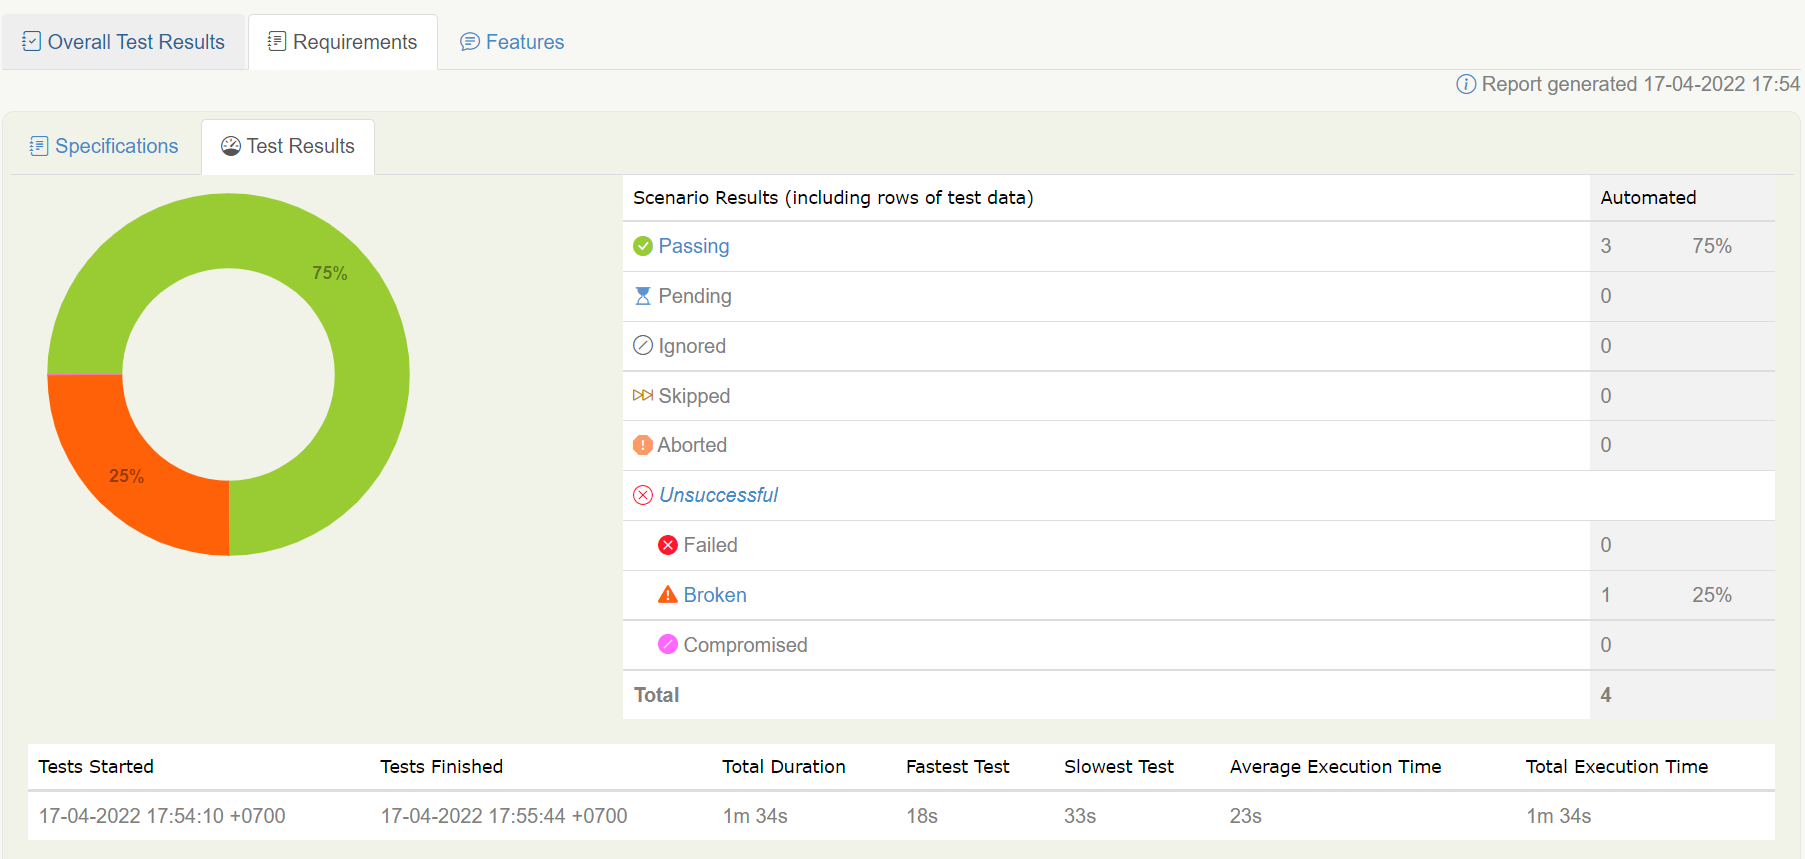 Overall Test Results Requirements Features
Report generated 17-04-2022 17:54
Specifications Test Results
75%
25%
Scenario Results (including rows of test data) Automated
Passing 3 75%
Pending 0
Ignored 0
Skipped 0
Aborted 0
Unsuccessful
Failed 0
Broken 1 25%
Compromised 0
Total 4
Tests Started Tests Finished Total Duration Fastest Test Slowest Test Average Execution Time Total Execution Time
17-04-2022 17:54:10 +0700 17-04-2022 17:55:44 +0700 1m 34s 18s 33s 23s 1m 34s